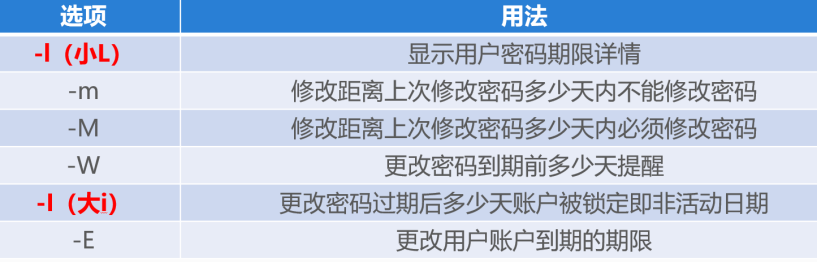 选项 用法
-l（小L） 显示用户密码期限详情
-m 修改距离上次修改密码多少天内不能修改密码
-M 修改距离上次修改密码多少天内必须修改密码
-W 更改密码到期前多少天提醒
-I（大i） 更改密码过期后多少天账户被锁定即非活动日期
-E 更改用户账户到期的期限